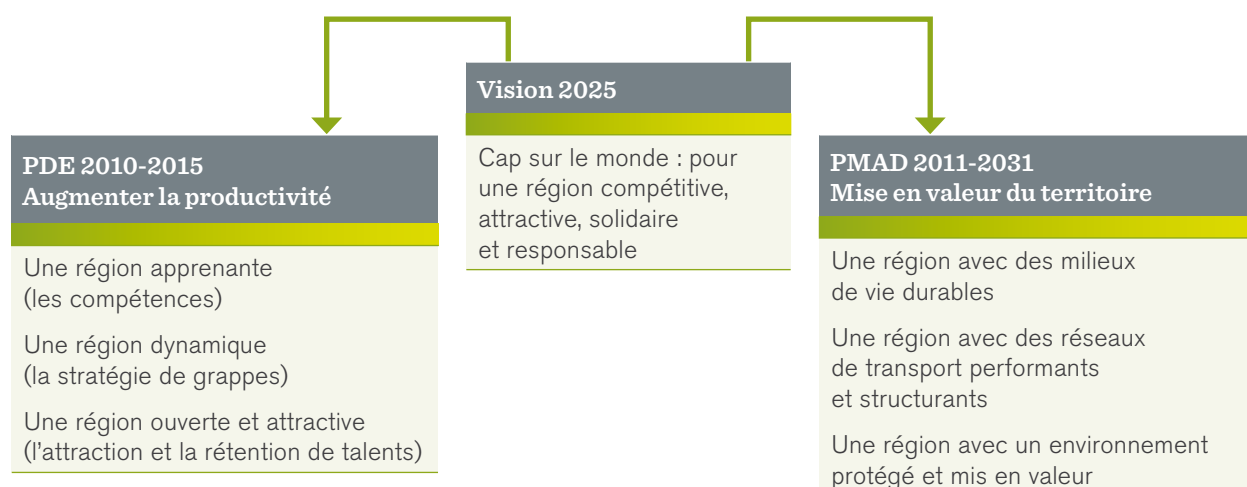 Vision 2025
Cap sur le monde : pour
une région compétitive,
attractive, solidaire
et responsable
PDE 2010-2015
Augmenter la productivité
Une région apprenante
(les compétences)
Une région dynamique
(la stratégie de grappes)
Une région ouverte et attractive
(l'attraction et la rétention de talents)
PMAD 2011-2031
Mise en valeur du territoire
Une région avec des milieux
de vie durables
Une région avec des réseaux
de transport performants
et structurants
Une région avec un environnement
protégé et mis en valeur